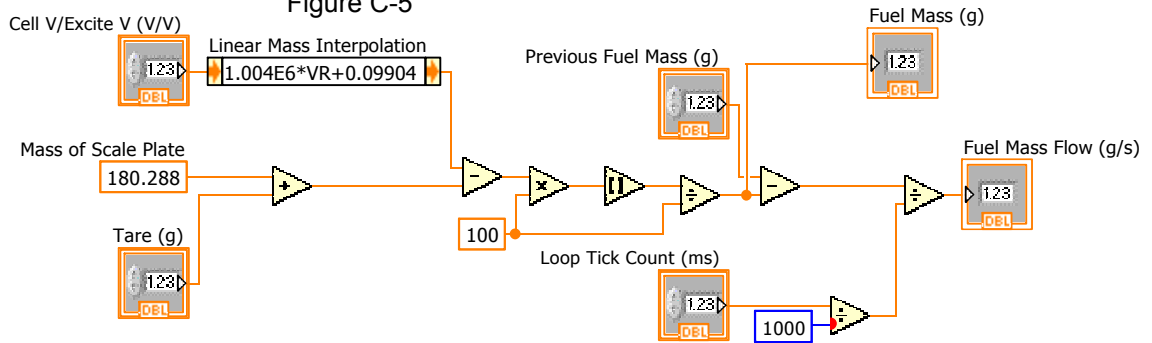 Figure C-5
Cell V/Excite V (V/V)
1.23
DBL
Linear Mass Interpolation
1.004E6*VR+0.09904
Previous Fuel Mass (g)
1.23
DBL
Fuel Mass (g)
1.23
DBL
Mass of Scale Plate
180.288
+
-
x
[ ]
÷
-
÷
Fuel Mass Flow (g/s)
1.23
DBL
100
Tare (g)
1.23
DBL
Loop Tick Count (ms)
1.23
DBL
1000
÷